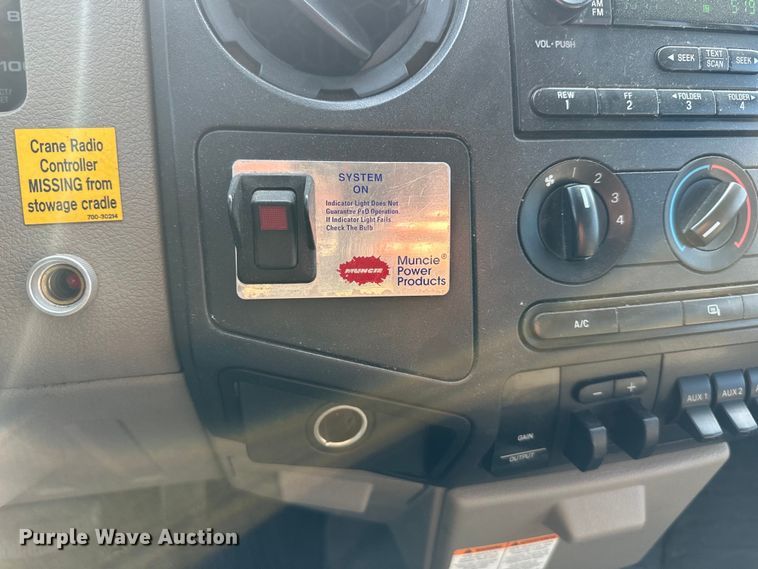 8
100
Crane Radio
Controller
MISSING from
stowage cradle
700-30214
SYSTEM
ON
Indicator Light Does Not
Guarantee PTO Operation.
If Indicator Light Fails,
Check The Bulb
MUNCIE
Muncie®
Power
Products
AM
FM
519
VOL - PUSH
◄ SEEK
TEXT
SCAN
SEEK ►
REW
1
FF
2
◄ FOLDER
3
FOLDER ►
4
2
3
4
A/C
− +
GAIN
OUTPUT
AUX 1
AUX 2
Purple Wave Auction